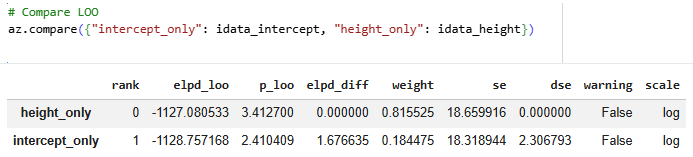 # Compare LOO
az.compare({"intercept_only": idata_intercept, "height_only": idata_height})
rank elpd_loo p_loo elpd_diff weight se dse warning scale
height_only 0 -1127.080533 3.412700 0.000000 0.815525 18.659916 0.000000 False log
intercept_only 1 -1128.757168 2.410409 1.676635 0.184475 18.318944 2.306793 False log